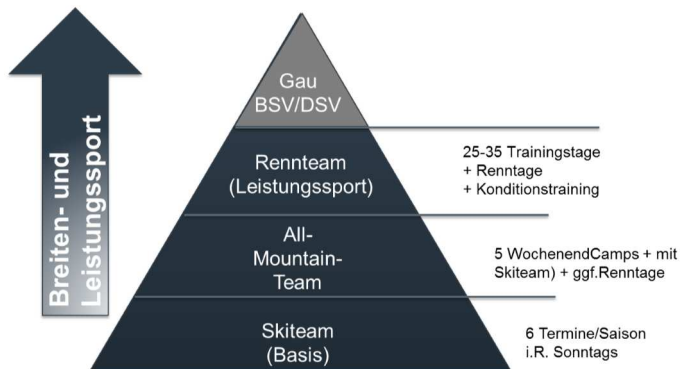 Breiten- und
Leistungssport
Gau
BSV/DSV
Rennteam
(Leistungssport)
25-35 Trainingstage
+ Renntage
+ Konditionstraining
All-
Mountain-
Team
5 WochenendCamps + mit
Skiteam) + ggf.Renntage
Skiteam
(Basis)
6 Termine/Saison
i.R. Sonntags